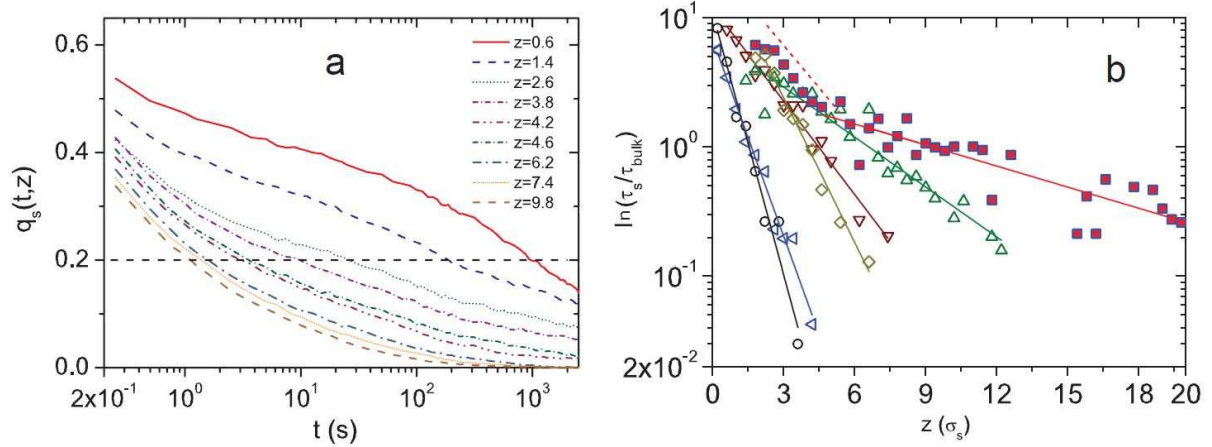 a
0.6
0.4
0.2
0.0
q_s(t,z)
2x10^-1
10^0
10^1
10^2
10^3
t (s)
z=0.6
z=1.4
z=2.6
z=3.8
z=4.2
z=4.6
z=6.2
z=7.4
z=9.8
b
10^1
10^0
10^-1
2x10^-2
ln(τ_s/τ_bulk)
0
3
6
9
12
15
18
20
z (σ_s)